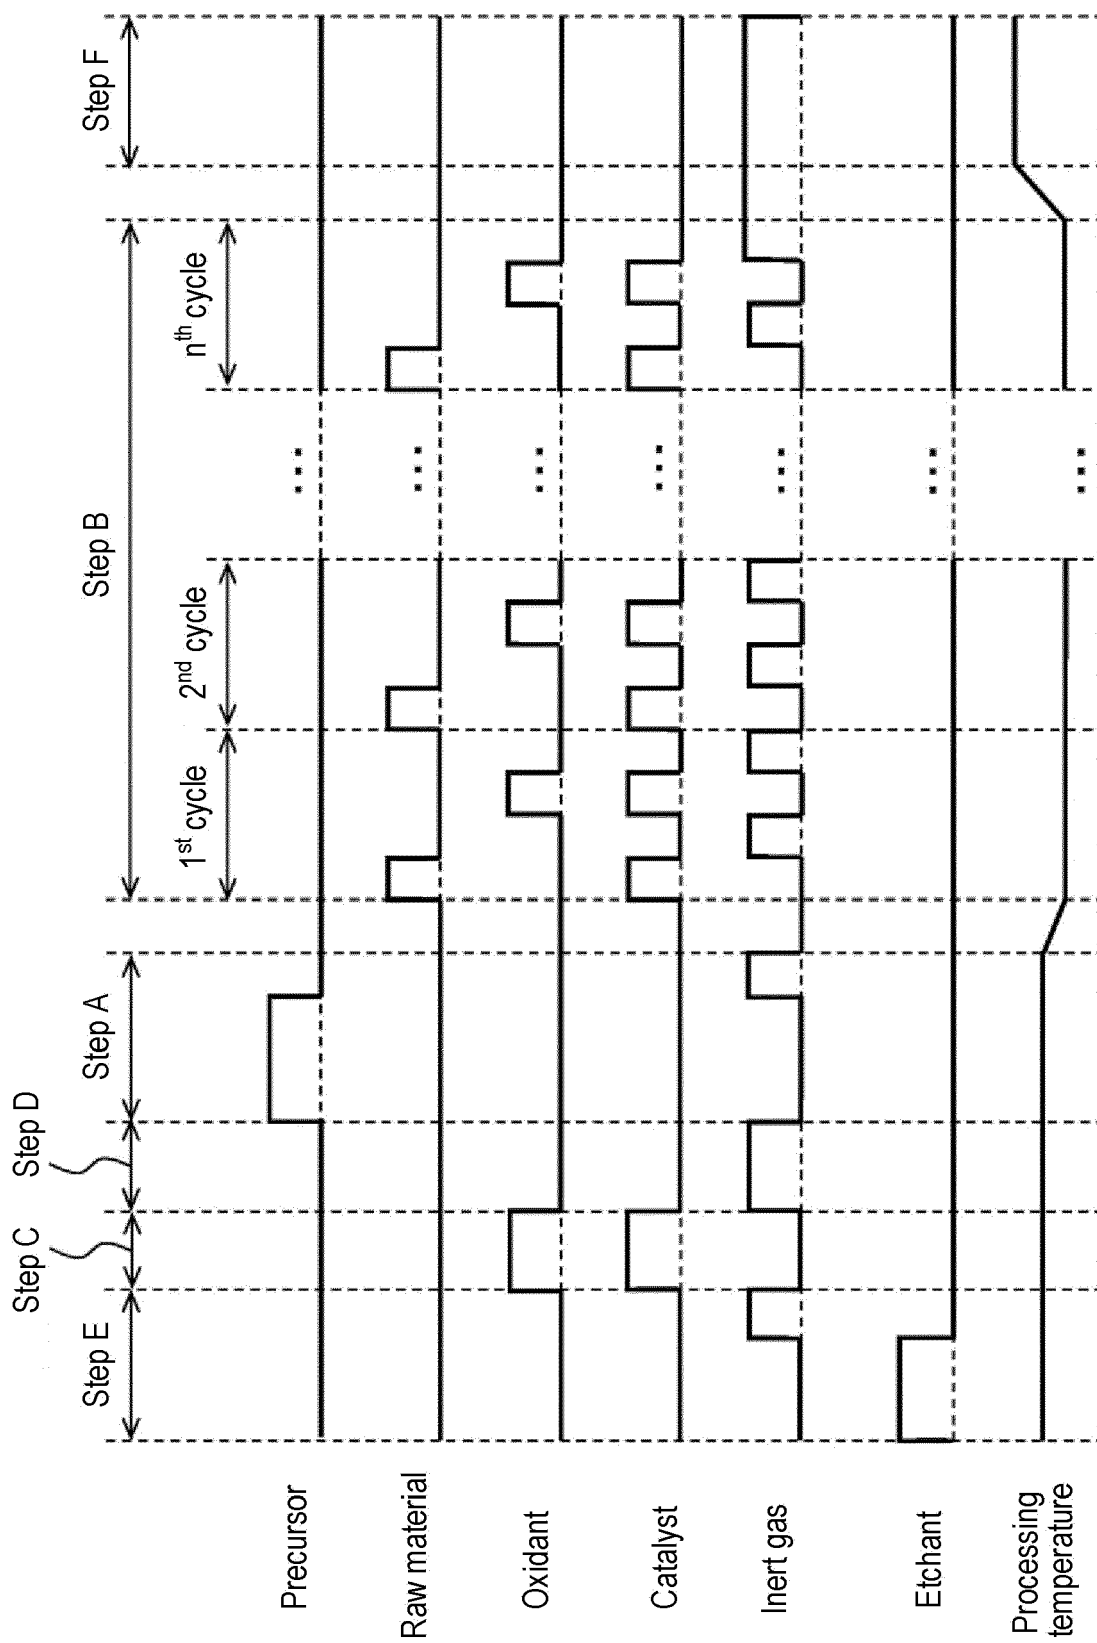 Step E
Step C
Step D
Step A
Step B
Step F
1st cycle
2nd cycle
nth cycle
Precursor
Raw material
Oxidant
Catalyst
Inert gas
Etchant
Processing
temperature